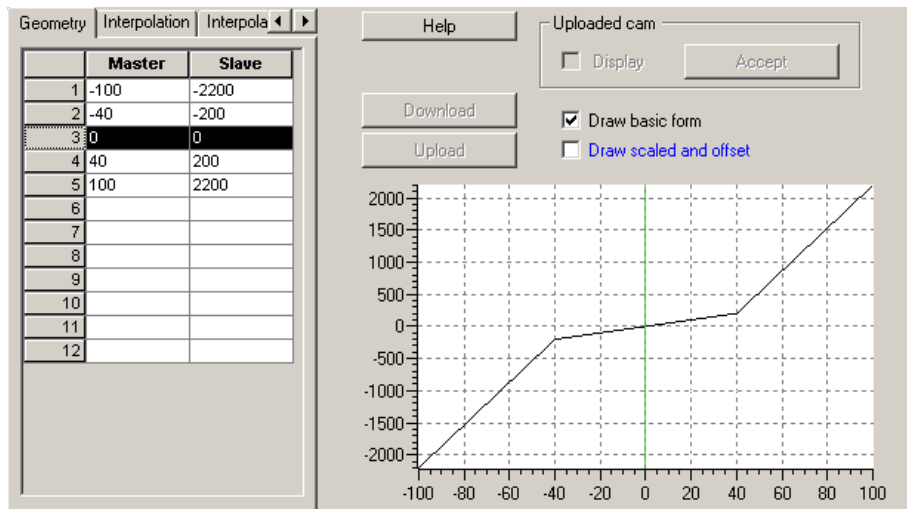 Geometry Interpolation Interpola
Master Slave
1 -100 -2200
2 -40 -200
3 0 0
4 40 200
5 100 2200
6
7
8
9
10
11
12
Help
Uploaded cam
Display Accept
Download
Upload
Draw basic form
Draw scaled and offset
2000
1500
1000
500
0
-500
-1000
-1500
-2000
-100 -80 -60 -40 -20 0 20 40 60 80 100